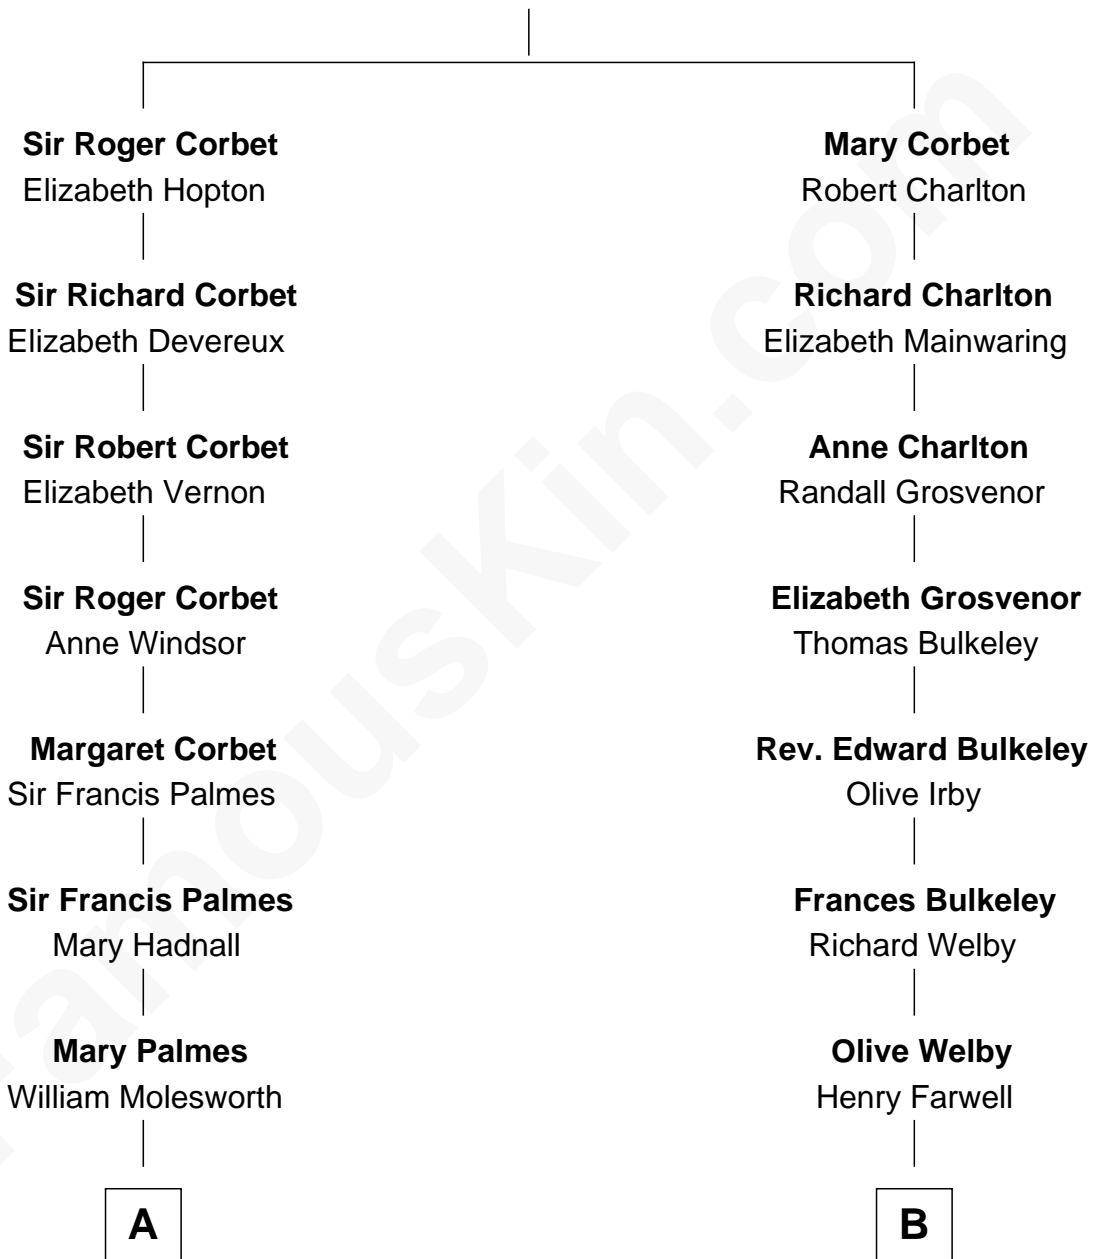 Sir Roger Corbet
Elizabeth Hopton
Sir Richard Corbet
Elizabeth Devereux
Sir Robert Corbet
Elizabeth Vernon
Sir Roger Corbet
Anne Windsor
Margaret Corbet
Sir Francis Palmes
Sir Francis Palmes
Mary Hadnall
Mary Palmes
William Molesworth
A
Mary Corbet
Robert Charlton
Richard Charlton
Elizabeth Mainwaring
Anne Charlton
Randall Grosvenor
Elizabeth Grosvenor
Thomas Bulkeley
Rev. Edward Bulkeley
Olive Irby
Frances Bulkeley
Richard Welby
Olive Welby
Henry Farwell
B
FamousKin.com